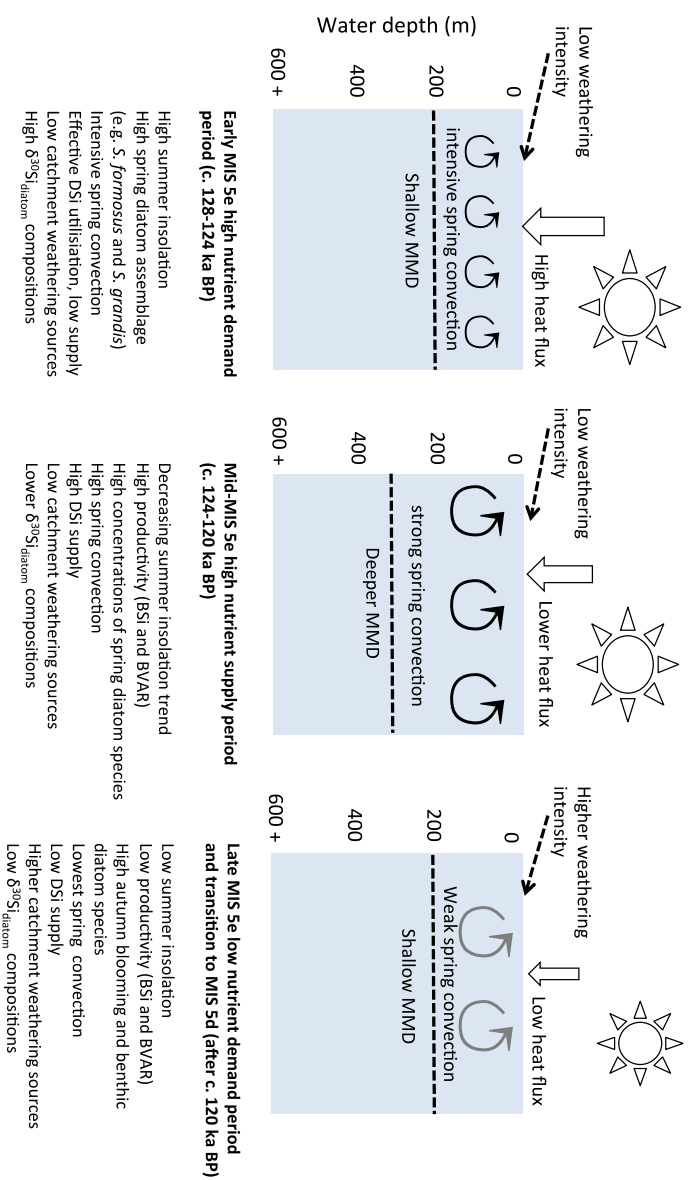 Water depth (m)
Low weathering
intensity
High heat flux
0
200
400
600 +
intensive spring convection
Shallow MMD
Early MIS 5e high nutrient demand
period (c. 128-124 ka BP)
High summer insolation
High spring diatom assemblage
(e.g. S. formosus and S. grandis)
Intensive spring convection
Effective DSi utilisiation, low supply
Low catchment weathering sources
High δ30Sidiatom compositions
Low weathering
intensity
Lower heat flux
0
200
400
600 +
strong spring convection
Deeper MMD
Mid-MIS 5e high nutrient supply period
(c. 124-120 ka BP)
Decreasing summer insolation trend
High productivity (BSi and BVAR)
High concentrations of spring diatom species
High spring convection
High DSi supply
Low catchment weathering sources
Lower δ30Sidiatom compositions
Higher weathering
intensity
Low heat flux
0
200
400
600 +
Weak spring convection
Shallow MMD
Late MIS 5e low nutrient demand period
and transition to MIS 5d (after c. 120 ka BP)
Low summer insolation
Low productivity (BSi and BVAR)
High autumn blooming and benthic
diatom species
Lowest spring convection
Low DSi supply
Higher catchment weathering sources
Low δ30Sidiatom compositions